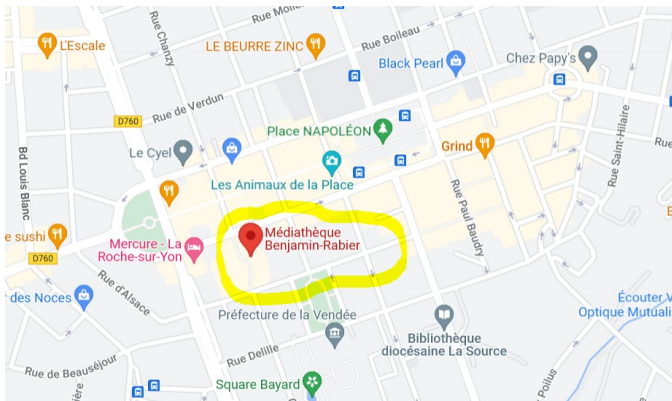 Rue Moli
L'Escale
Rue Chanzy
LE BEURRE ZINC
Rue Boileau
Black Pearl
Chez Papy's
Rue de Verdun
D760
Place NAPOLÉON
Le Cyel
Grind
Rue Saint-Hilaire
Bd Louis Blanc
Les Animaux de la Place
Rue Paul Baudry
e sushi
Mercure - La
Roche-sur-Yon
Médiathèque
Benjamin-Rabier
D760
Rue d'Alsace
des Noces
Préfecture de la Vendée
Écouter V
Optique Mutuali
Bibliothèque
diocésaine La Source
Rue Delille
Rue de Beauséjour
Square Bayard
ière
Poilus